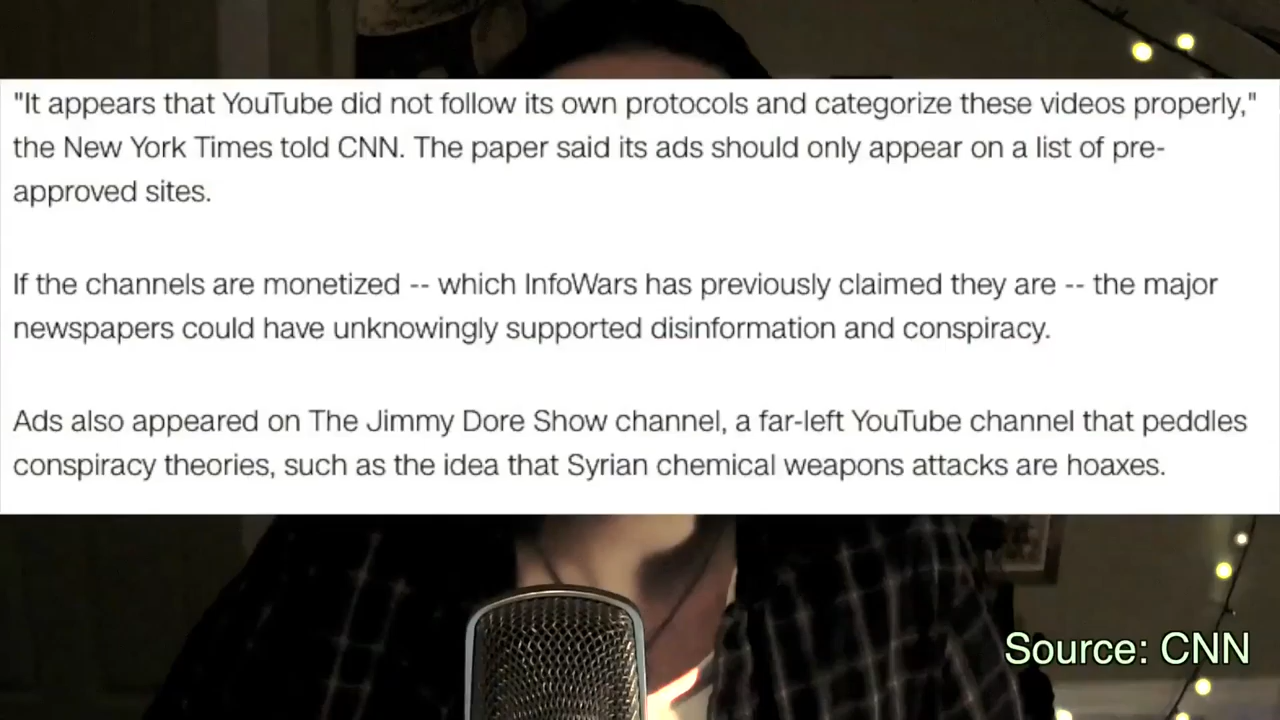 "It appears that YouTube did not follow its own protocols and categorize these videos properly,"
the New York Times told CNN. The paper said its ads should only appear on a list of pre-
approved sites.
If the channels are monetized -- which InfoWars has previously claimed they are -- the major
newspapers could have unknowingly supported disinformation and conspiracy.
Ads also appeared on The Jimmy Dore Show channel, a far-left YouTube channel that peddles
conspiracy theories, such as the idea that Syrian chemical weapons attacks are hoaxes.
Source: CNN